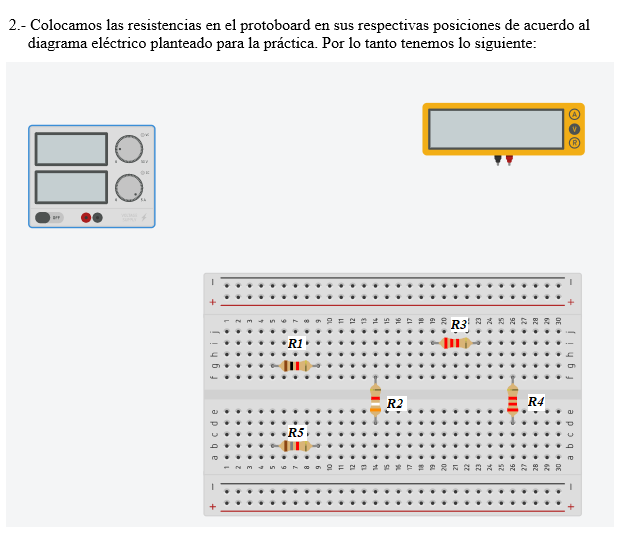 2.- Colocamos las resistencias en el protoboard en sus respectivas posiciones de acuerdo al
diagrama eléctrico planteado para la práctica. Por lo tanto tenemos lo siguiente:
A
V
R
OFF
- -
+ +
1 2 3 4 5 6 7 8 9 10 11 12 13 14 15 16 17 18 19 20 23 24 25 26 27 28 29 30
R3
j j
i i
R1
h h
g g
f f
R2
R4
e e
d d
R5
c c
b b
a a
1 2 3 4 5 6 7 8 9 10 11 12 13 14 15 16 17 18 19 20 21 22 23 24 25 26 27 28 29 30
- -
+ +